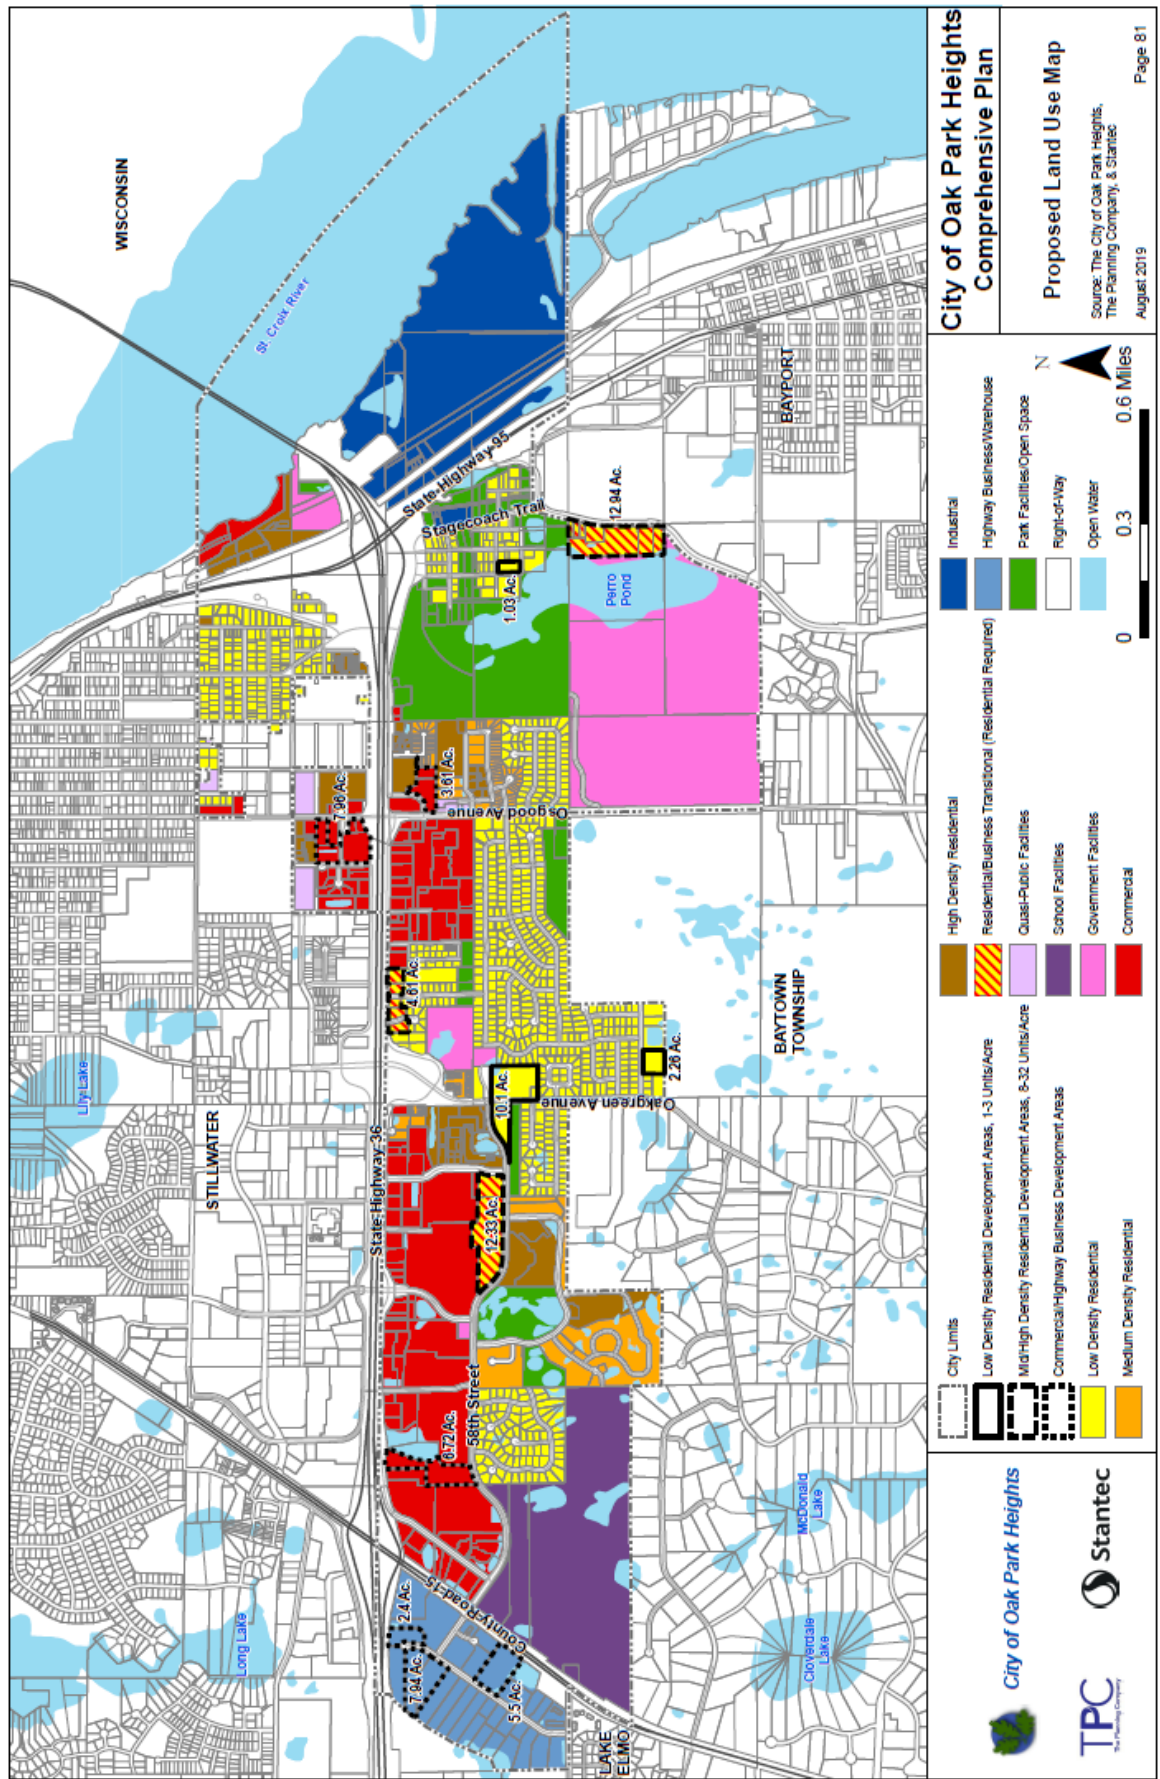 WISCONSIN
St. Croix River
State Highway 95
Stagecoach Trail
12.94 Ac.
1.03 Ac.
Perro
Pond
BAYPORT
7.96 Ac.
3.61 Ac.
Osgood Avenue
4.61 Ac.
Lily Lake
STILLWATER
State Highway 36
10.1 Ac.
2.26 Ac.
Oakgreen Avenue
BAYTOWN
TOWNSHIP
12.33 Ac.
6.72 Ac.
58th Street
Long Lake
2.4 Ac.
7.94 Ac.
County Road 15
5.5 Ac.
LAKE
ELMO
McDonald
Lake
Cloverdale
Lake
City of Oak Park Heights
TPC
The Planning Company
Stantec
City Limits
Low Density Residential Development Areas, 1-3 Units/Acre
Mid/High Density Residential Development Areas, 8-32 Units/Acre
Commercial/Highway Business Development Areas
Low Density Residential
Medium Density Residential
High Density Residential
Residential/Business Transitional (Residential Required)
Quasi-Public Facilities
School Facilities
Government Facilities
Commercial
Industrial
Highway Business/Warehouse
Park Facilities/Open Space
Right-of-Way
Open Water
N
0 0.3 0.6 Miles
City of Oak Park Heights
Comprehensive Plan
Proposed Land Use Map
Source: The City of Oak Park Heights,
The Planning Company, & Stantec
August 2019 Page 81